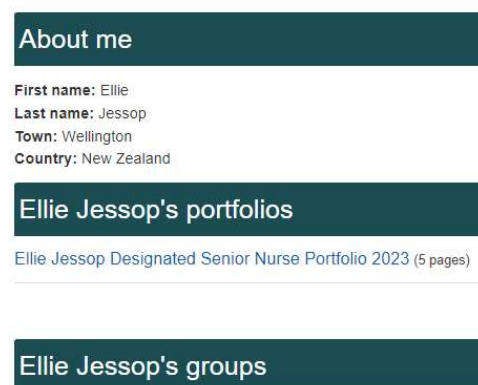 About me
First name: Ellie
Last name: Jessop
Town: Wellington
Country: New Zealand
Ellie Jessop's portfolios
Ellie Jessop Designated Senior Nurse Portfolio 2023 (5 pages)
Ellie Jessop's groups